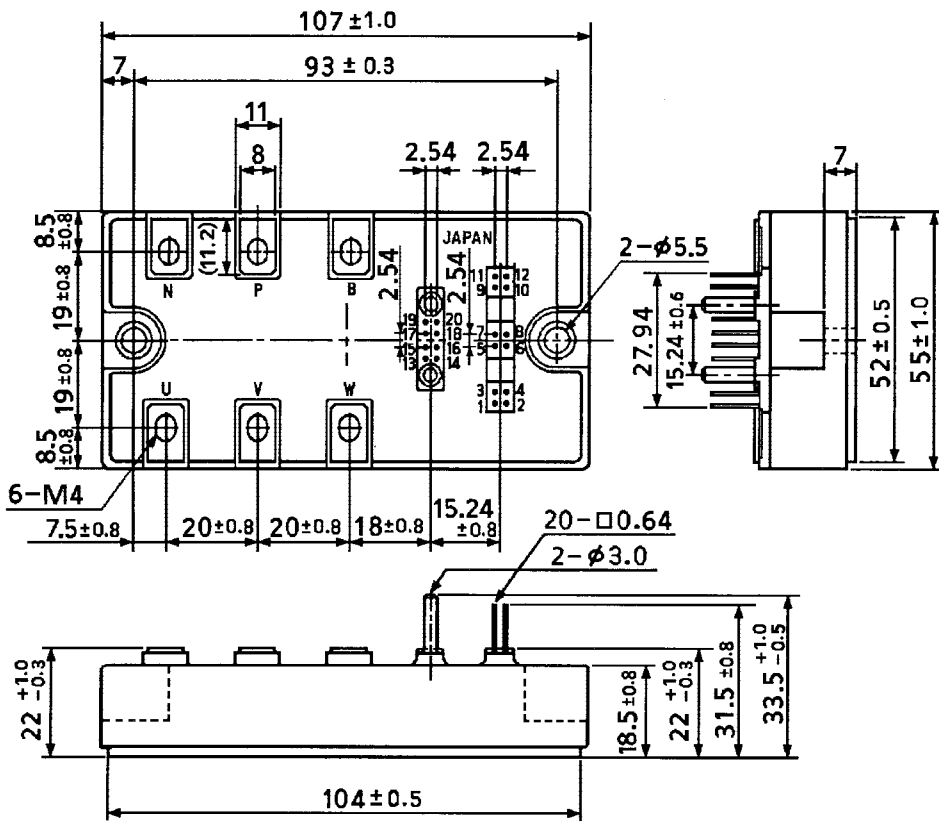 107±1.0
7
93 ± 0.3
11
8
2.54
2.54
7
8.5 ±0.8
(11.2)
JAPAN
2-φ5.5
N
P
B
2.54
2.54
11 12
9 10
19±0.8
19 20
17 18
15 16
13 14
7 8
5 6
3 4
1 2
27.94
15.24 ±0.6
52±0.5
55±1.0
19±0.8
U
V
W
8.5 ±0.8
6-M4
7.5±0.8
20±0.8
20±0.8
18±0.8
15.24 ±0.8
20-□0.64
2-φ3.0
22 +1.0 -0.3
18.5±0.8
22 +1.0 -0.3
31.5 ±0.8
33.5 +1.0 -0.5
104±0.5